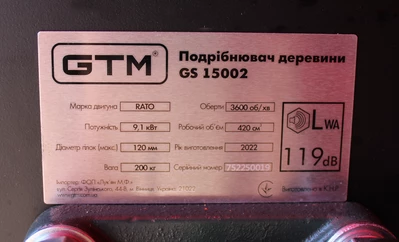 GTM
Подрібнювач деревини
GS 15002
Марка двигуна RATO Оберти 3600 об/хв
Потужність 9,1 кВт Робочий об'єм 420 см³
Діаметр гілок (макс) 120 мм Рік виготовлення 2022
Вага 200 кг Серійний номер
LWA
119dB